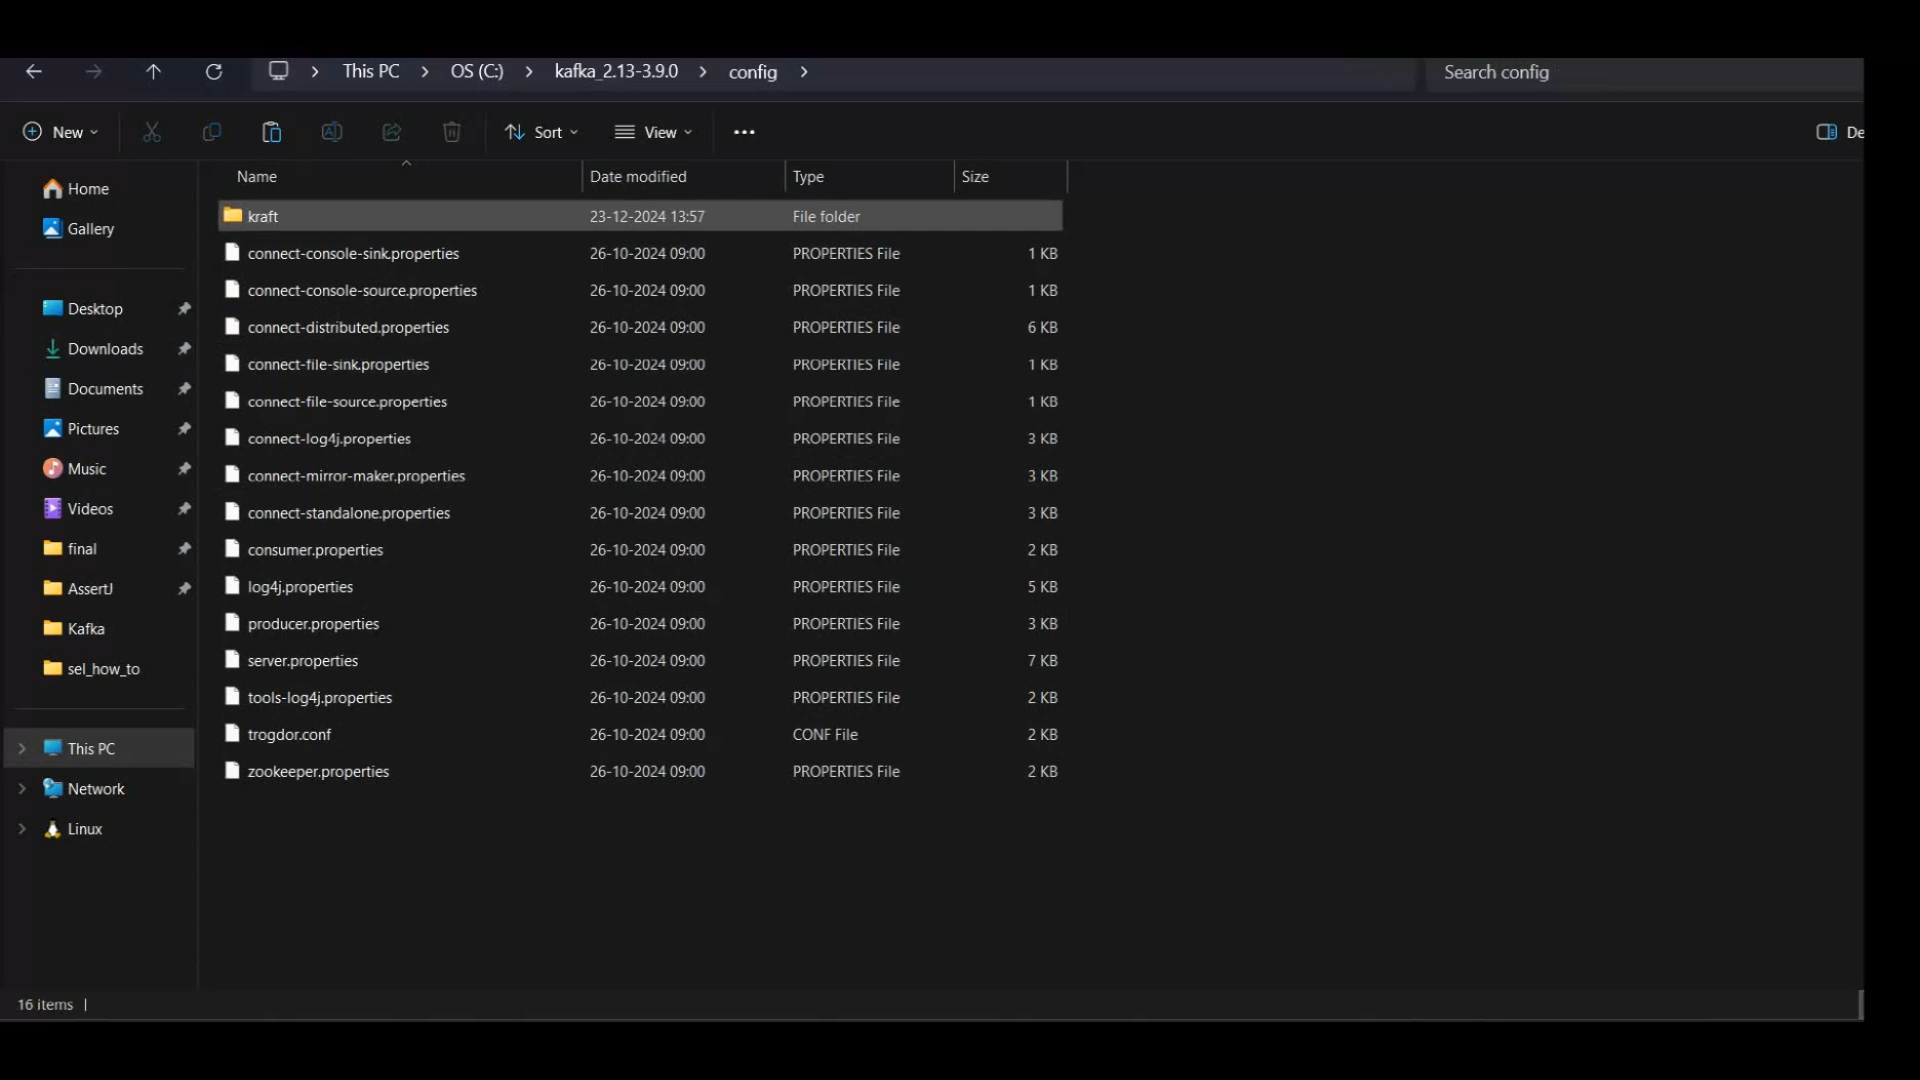 This PC OS (C:) kafka_2.13-3.9.0 config Search config
New Sort View ••• De
Name Date modified Type Size
Home
Gallery
Desktop
Downloads
Documents
Pictures
Music
Videos
final
AssertJ
Kafka
sel_how_to
This PC
Network
Linux
kraft 23-12-2024 13:57 File folder
connect-console-sink.properties 26-10-2024 09:00 PROPERTIES File 1 KB
connect-console-source.properties 26-10-2024 09:00 PROPERTIES File 1 KB
connect-distributed.properties 26-10-2024 09:00 PROPERTIES File 6 KB
connect-file-sink.properties 26-10-2024 09:00 PROPERTIES File 1 KB
connect-file-source.properties 26-10-2024 09:00 PROPERTIES File 1 KB
connect-log4j.properties 26-10-2024 09:00 PROPERTIES File 3 KB
connect-mirror-maker.properties 26-10-2024 09:00 PROPERTIES File 3 KB
connect-standalone.properties 26-10-2024 09:00 PROPERTIES File 3 KB
consumer.properties 26-10-2024 09:00 PROPERTIES File 2 KB
log4j.properties 26-10-2024 09:00 PROPERTIES File 5 KB
producer.properties 26-10-2024 09:00 PROPERTIES File 3 KB
server.properties 26-10-2024 09:00 PROPERTIES File 7 KB
tools-log4j.properties 26-10-2024 09:00 PROPERTIES File 2 KB
trogdor.conf 26-10-2024 09:00 CONF File 2 KB
zookeeper.properties 26-10-2024 09:00 PROPERTIES File 2 KB
16 items